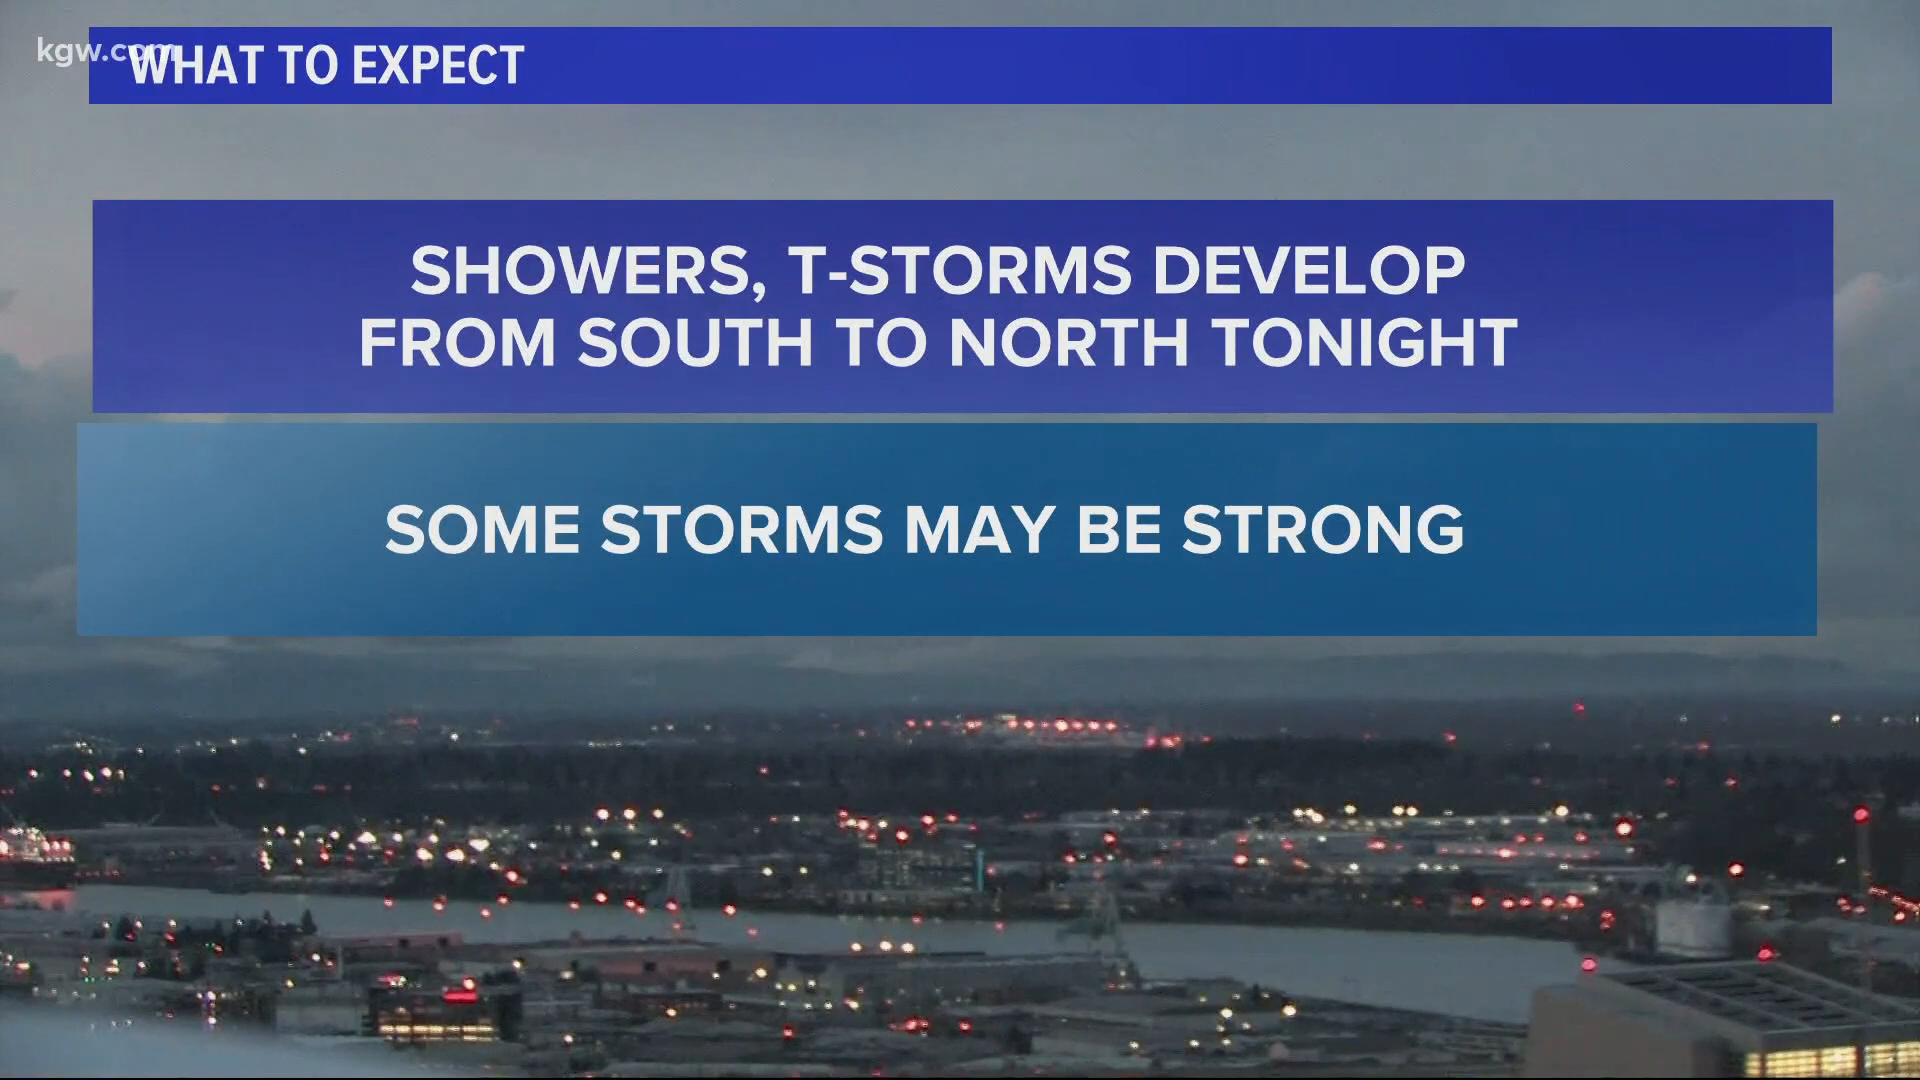 kgw.com
WHAT TO EXPECT
SHOWERS, T-STORMS DEVELOP
FROM SOUTH TO NORTH TONIGHT
SOME STORMS MAY BE STRONG